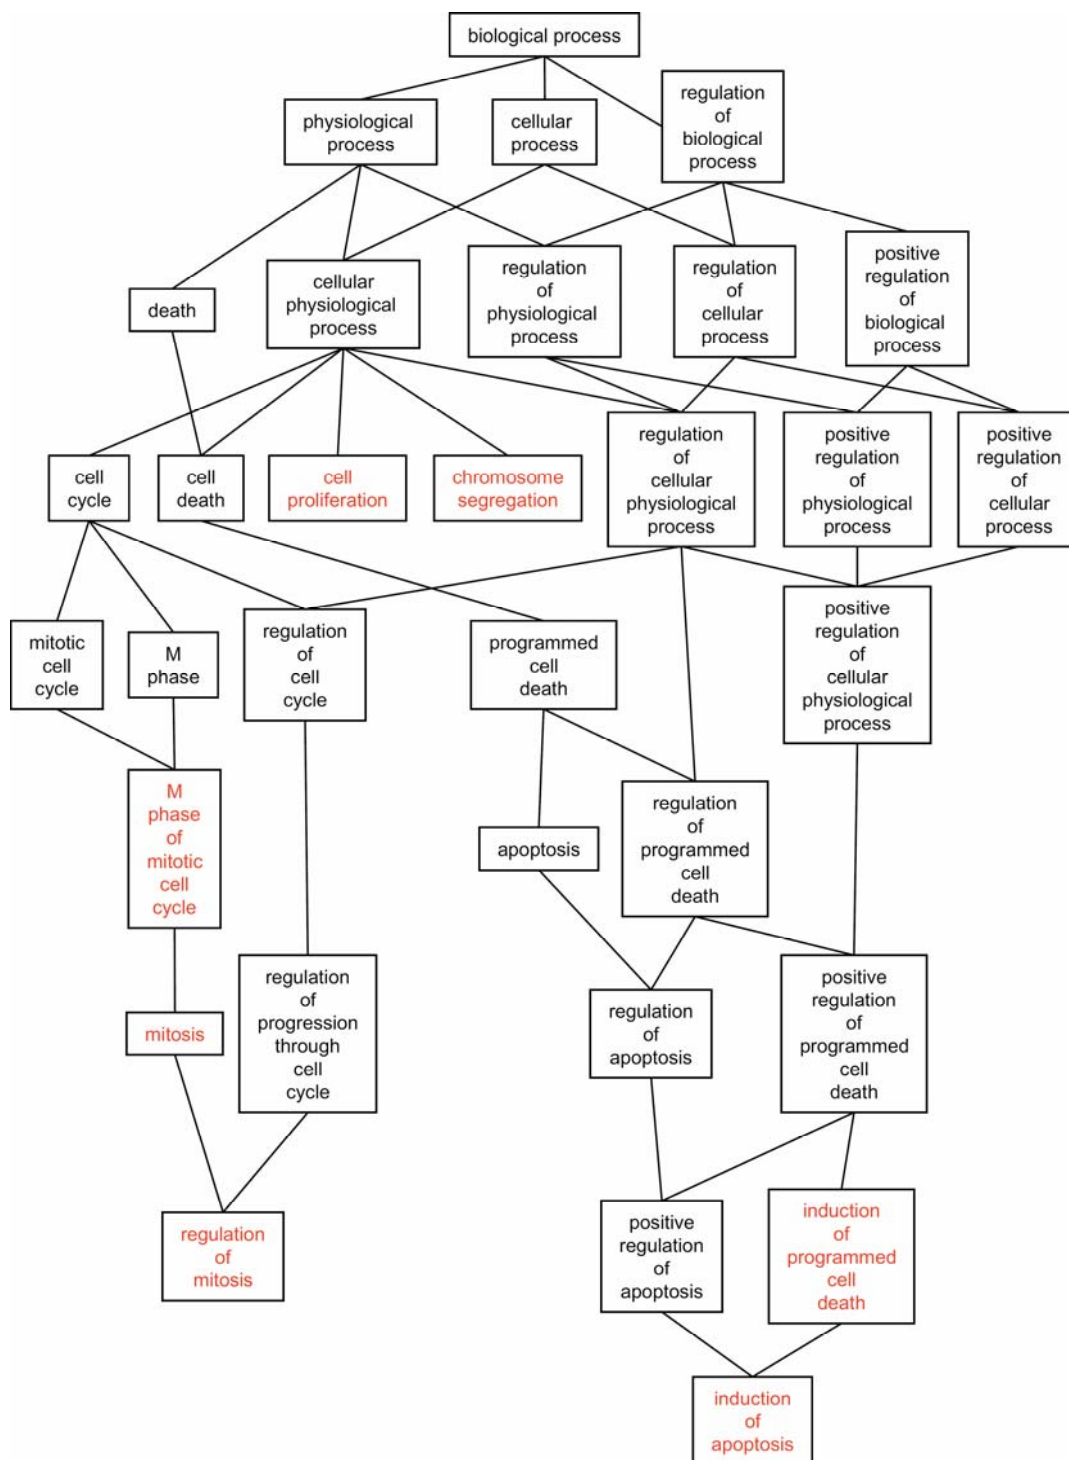 biological process
physiological
process
cellular
process
regulation
of
biological
process
death
cellular
physiological
process
regulation
of
physiological
process
regulation
of
cellular
process
positive
regulation
of
biological
process
cell
cycle
cell
death
cell
proliferation
chromosome
segregation
regulation
of
cellular
physiological
process
positive
regulation
of
physiological
process
positive
regulation
of
cellular
process
mitotic
cell
cycle
M
phase
regulation
of
cell
cycle
programmed
cell
death
positive
regulation
of
cellular
physiological
process
M
phase
of
mitotic
cell
cycle
apoptosis
regulation
of
programmed
cell
death
mitosis
regulation
of
progression
through
cell
cycle
regulation
of
apoptosis
positive
regulation
of
programmed
cell
death
regulation
of
mitosis
positive
regulation
of
apoptosis
induction
of
programmed
cell
death
induction
of
apoptosis